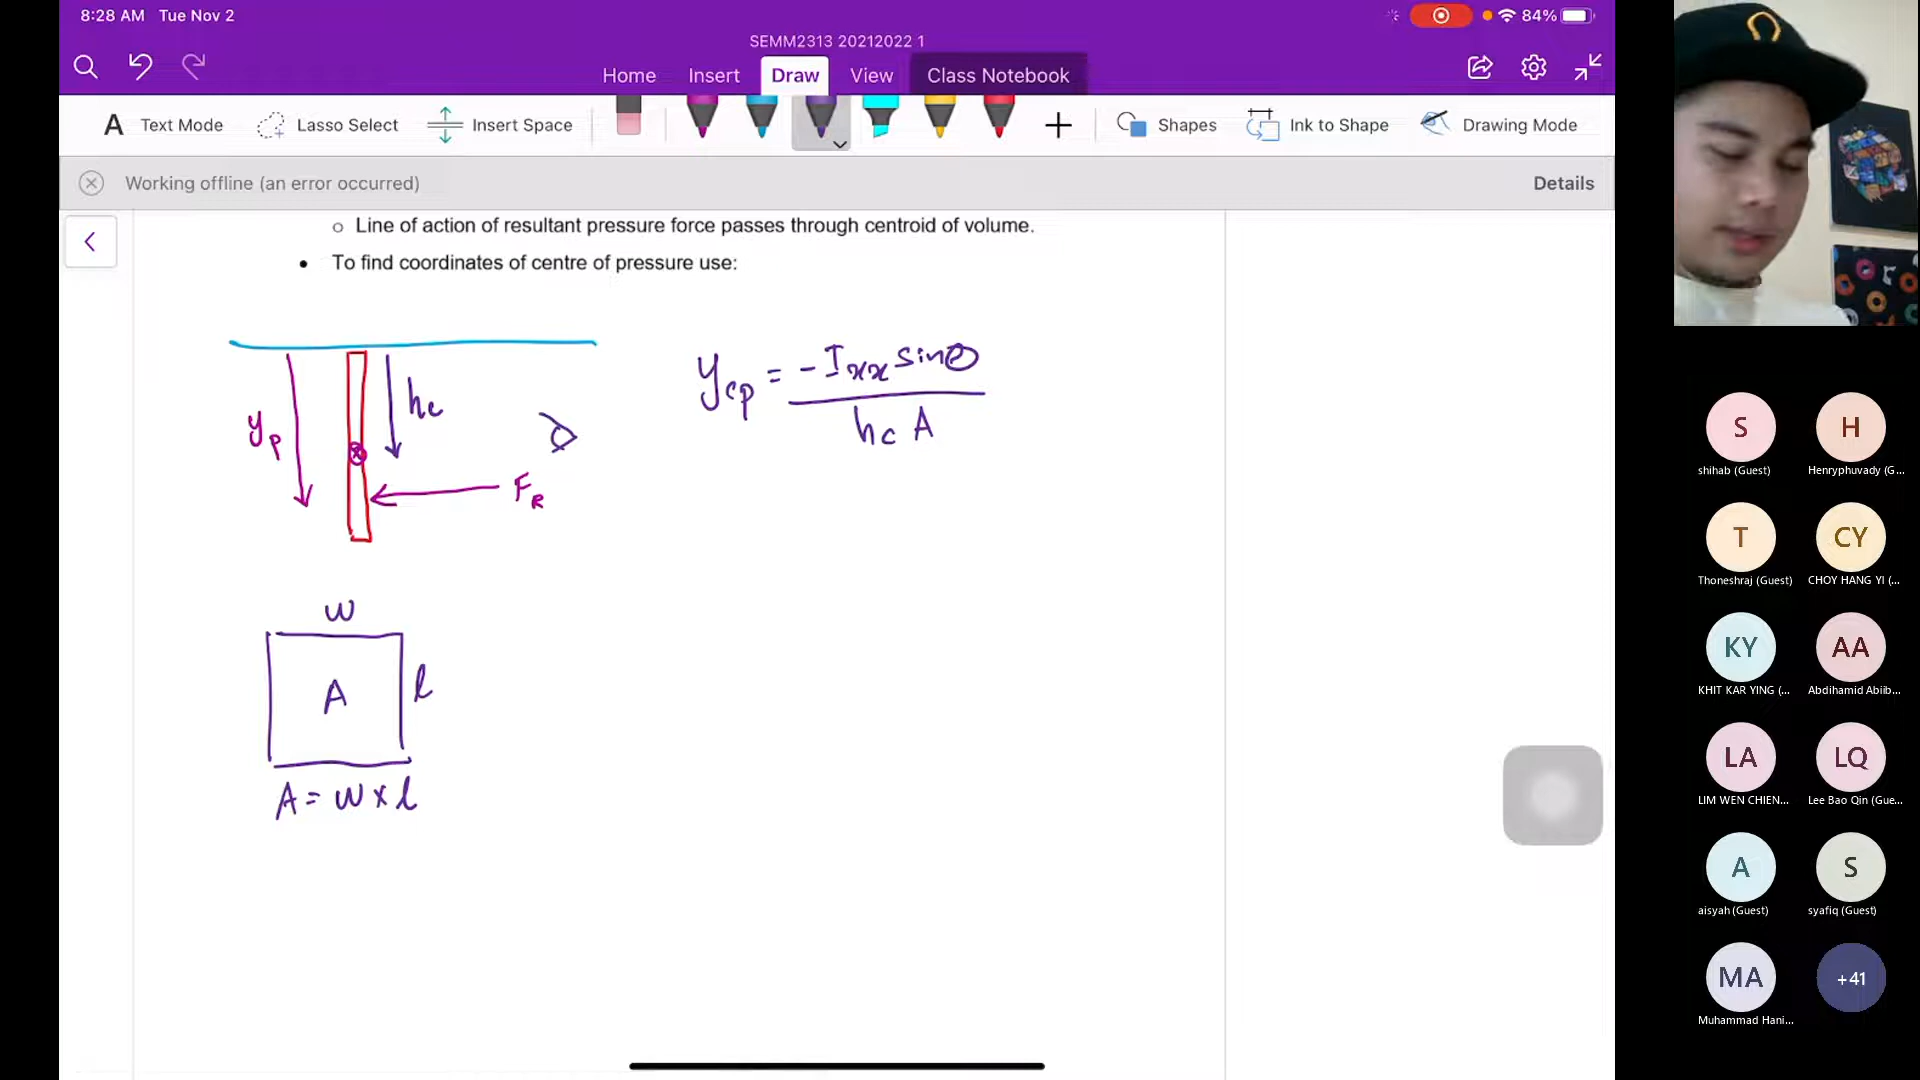 8:28 AM Tue Nov 2
84%
SEMM2313 20212022 1
Home Insert Draw View Class Notebook
A Text Mode Lasso Select Insert Space Shapes Ink to Shape Drawing Mode
Working offline (an error occurred) Details
Line of action of resultant pressure force passes through centroid of volume.
To find coordinates of centre of pressure use:
yp
hc
FR
ycp = -Ixx sinθ
hc A
w
A
l
A = w x l
S H
shihab (Guest) Henryphuvady (G...
T CY
Thoneshraj (Guest) CHOY HANG YI (...
KY AA
KHIT KAR YING (... Abdihamid Abiib...
LA LQ
LIM WEN CHIEN... Lee Bao Qin (Gue...
A S
aisyah (Guest) syafiq (Guest)
MA +41
Muhammad Hani...